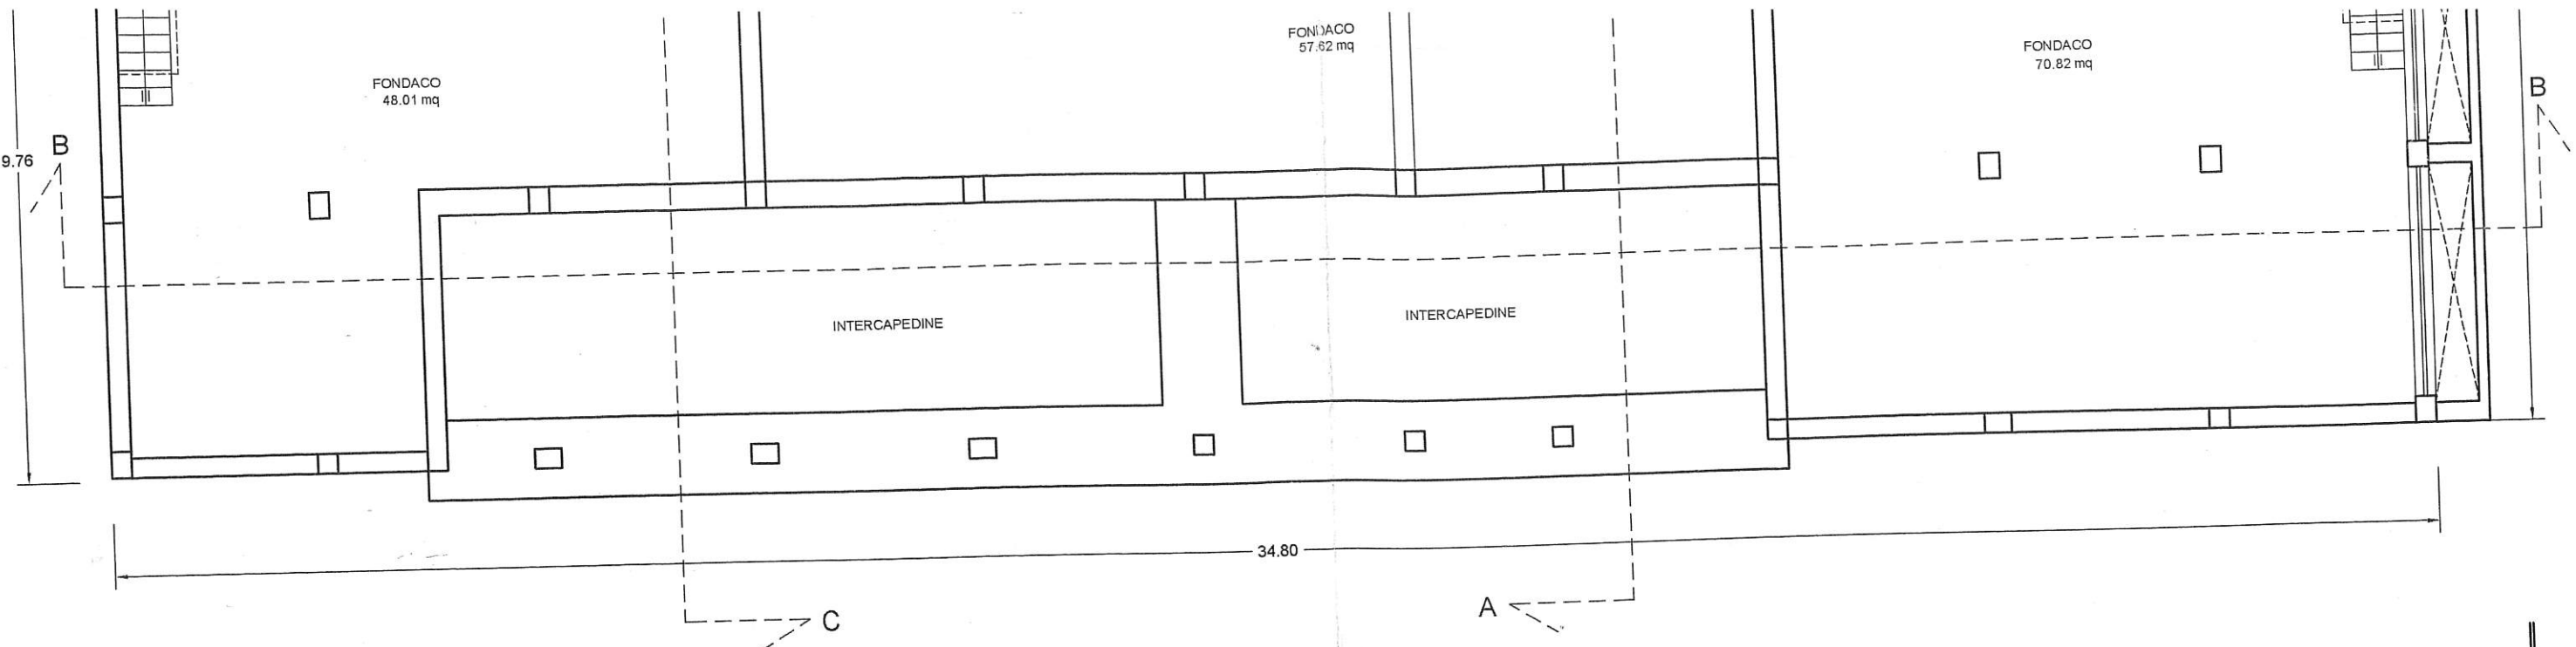 FONDACO
48.01 mq
FONDACO
57.62 mq
FONDACO
70.82 mq
B
B
9.76
INTERCAPEDINE
INTERCAPEDINE
34.80
C
A